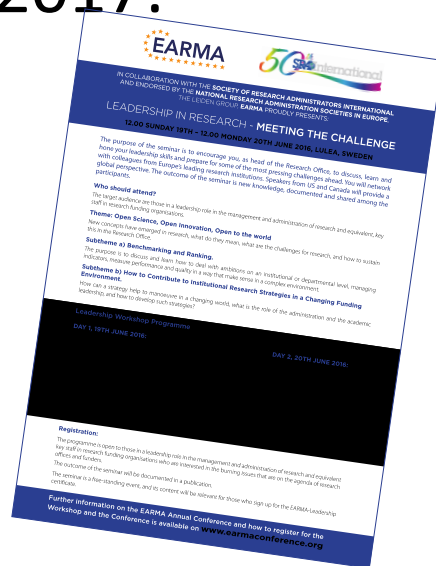 2017:
EARMA
50 SRA international
IN COLLABORATION WITH THE SOCIETY OF RESEARCH ADMINISTRATORS INTERNATIONAL
AND ENDORSED BY THE NATIONAL RESEARCH ADMINISTRATION SOCIETIES IN EUROPE,
THE LEIDEN GROUP, EARMA PROUDLY PRESENTS:
LEADERSHIP IN RESEARCH - MEETING THE CHALLENGE
12.00 SUNDAY 19TH – 12.00 MONDAY 20TH JUNE 2016, LULEA, SWEDEN
The purpose of the seminar is to encourage you, as head of the Research Office, to discuss, learn and
hone your leadership skills and prepare for some of the most pressing challenges ahead. You will network
with colleagues from Europe's leading research institutions. Speakers from US and Canada will provide a
global perspective. The outcome of the seminar is new knowledge, documented and shared among the
participants.
Who should attend?
The target audience are those in a leadership role in the management and administration of research and equivalent, key
staff in research funding organisations.
Theme: Open Science, Open Innovation, Open to the world
New concepts have emerged in research, what do they mean, what are the challenges for research, and how to sustain
this in the Research Office.
Subtheme a) Benchmarking and Ranking.
The purpose is to discuss and learn how to deal with ambitions on an institutional or departmental level, managing
indicators, measure performance and quality in a way that make sense in a complex environment.
Subtheme b) How to Contribute to Institutional Research Strategies in a Changing Funding
Environment.
How can a strategy help to manoeuvre in a changing world, what is the role of the administration and the academic
leadership, and how to develop such strategies?
Leadership Workshop Programme
DAY 1, 19TH JUNE 2016:
DAY 2, 20TH JUNE 2016:
Registration:
The programme is open to those in a leadership role in the management and administration of research and equivalent
key staff in research funding organisations who are interested in the burning issues that are on the agenda of research
offices and funders.
The outcome of the seminar will be documented in a publication.
The seminar is a free-standing event, and its content will be relevant for those who sign up for the EARMA-Leadership
certificate.
Further information on the EARMA Annual Conference and how to register for the
Workshop and the Conference is available on www.earmaconference.org